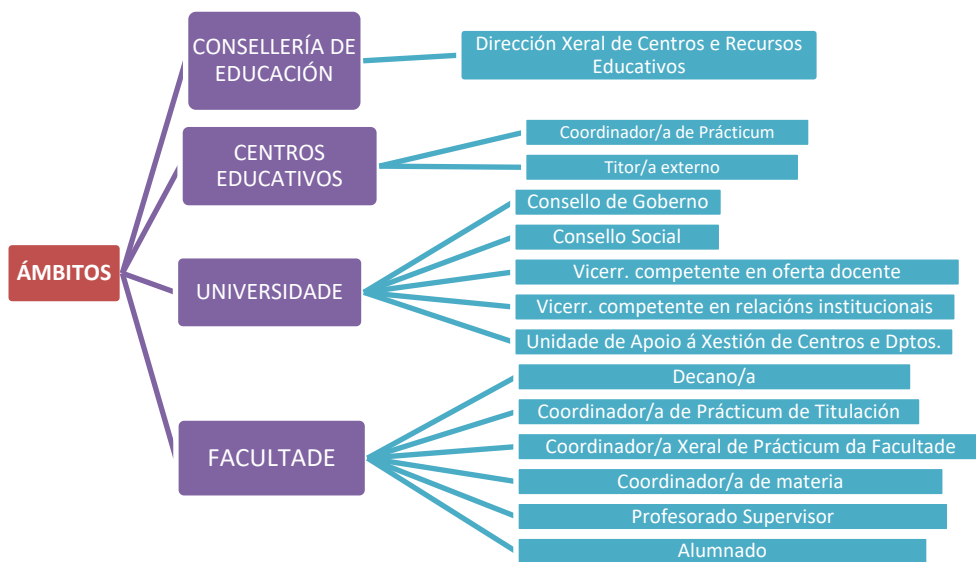 ÁMBITOS
CONSELLERÍA DE
EDUCACIÓN
Dirección Xeral de Centros e Recursos
Educativos
CENTROS
EDUCATIVOS
Coordinador/a de Prácticum
Titor/a externo
UNIVERSIDADE
Consello de Goberno
Consello Social
Vicerr. competente en oferta docente
Vicerr. competente en relacións institucionais
Unidade de Apoio á Xestión de Centros e Dptos.
FACULTADE
Decano/a
Coordinador/a de Prácticum de Titulación
Coordinador/a Xeral de Prácticum da Facultade
Coordinador/a de materia
Profesorado Supervisor
Alumnado